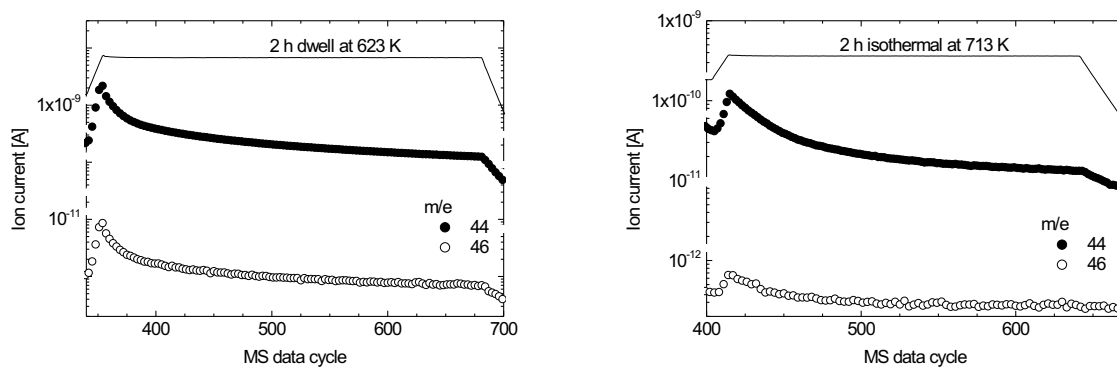 2 h dwell at 623 K
1x10⁻⁹
10⁻¹¹
Ion current [A]
m/e
44
46
400
500
600
700
MS data cycle
1x10⁻⁹
2 h isothermal at 713 K
1x10⁻¹⁰
10⁻¹¹
10⁻¹²
Ion current [A]
m/e
44
46
400
500
600
MS data cycle